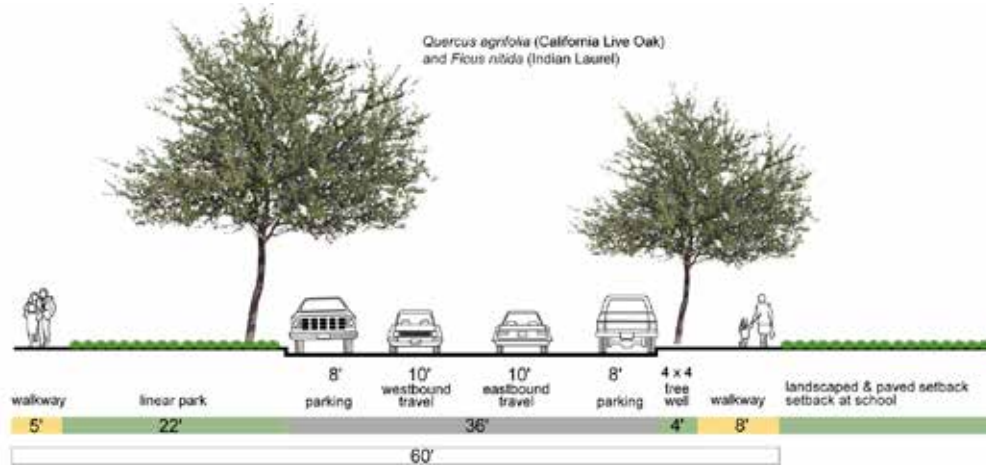 Quercus agrifolia (California Live Oak)
and Ficus nitida (Indian Laurel)
8' 10' 10' 8' 4 x 4
walkway linear park parking westbound travel eastbound travel parking tree well walkway landscaped & paved setback
setback at school
5' 22' 36' 4' 8'
60'